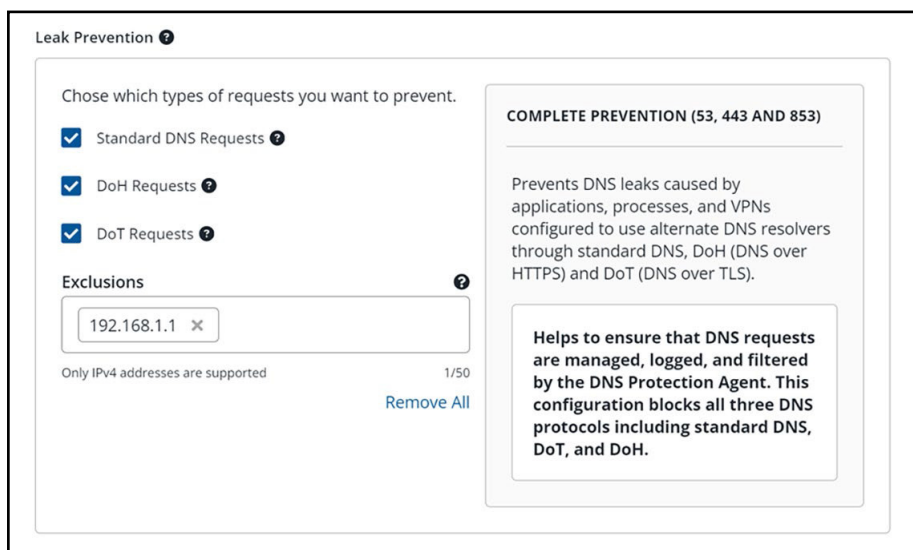 Leak Prevention
Chose which types of requests you want to prevent.
Standard DNS Requests
DoH Requests
DoT Requests
Exclusions
192.168.1.1 ×
Only IPv4 addresses are supported
1/50
Remove All
COMPLETE PREVENTION (53, 443 AND 853)
Prevents DNS leaks caused by
applications, processes, and VPNs
configured to use alternate DNS resolvers
through standard DNS, DoH (DNS over
HTTPS) and DoT (DNS over TLS).
Helps to ensure that DNS requests
are managed, logged, and filtered
by the DNS Protection Agent. This
configuration blocks all three DNS
protocols including standard DNS,
DoT, and DoH.